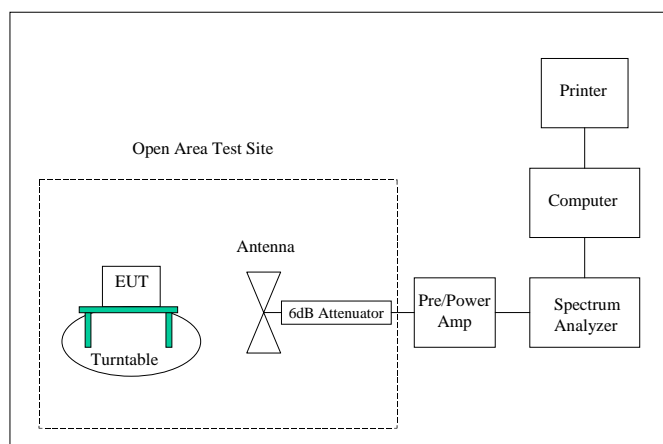 Printer
Open Area Test Site
Computer
Antenna
EUT
6dB Attenuator
Pre/Power
Amp
Spectrum
Analyzer
Turntable